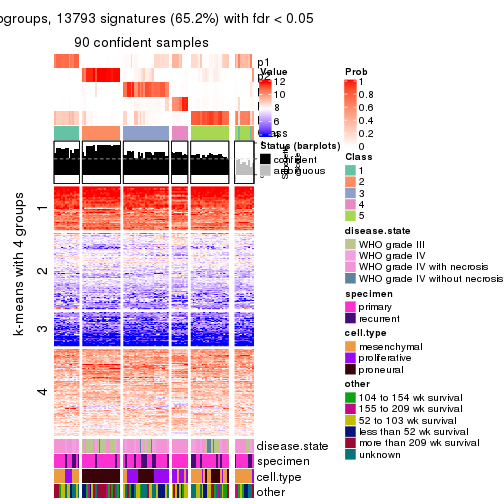 ogroups, 13793 signatures (65.2%) with fdr < 0.05
90 confident samples
p1
Value
12
10
8
6
Prob
1
0.8
0.6
0.4
0.2
0
Class
Status (barplots)
confident
ambiguous
Class
1
2
3
4
5
disease.state
WHO grade III
WHO grade IV
WHO grade IV with necrosis
WHO grade IV without necrosis
specimen
primary
recurrent
cell.type
mesenchymal
proliferative
proneural
other
104 to 154 wk survival
155 to 209 wk survival
52 to 103 wk survival
less than 52 wk survival
more than 209 wk survival
unknown
k-means with 4 groups
1
2
3
4
disease.state
specimen
cell.type
other